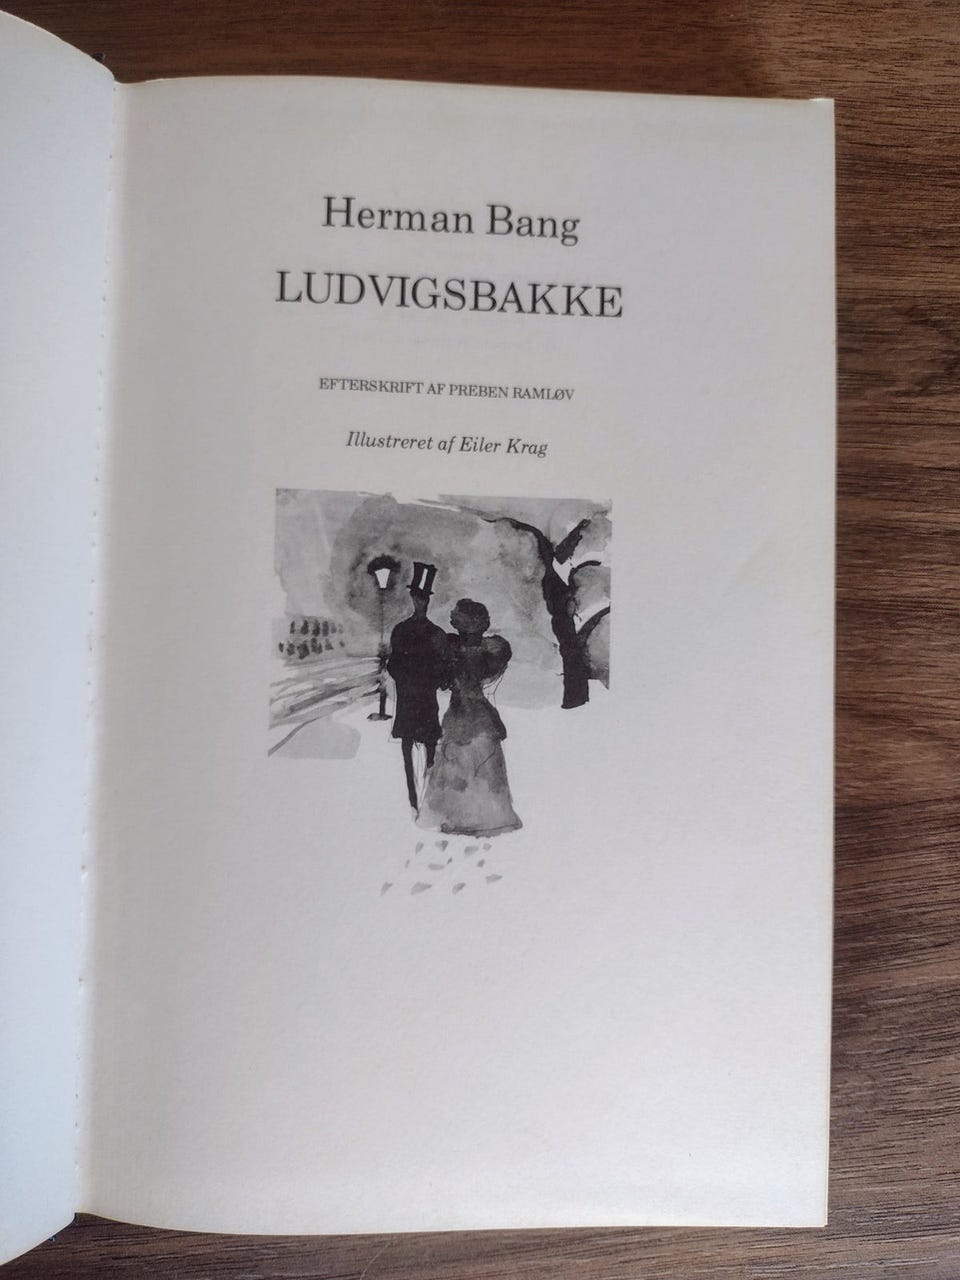 Herman Bang
LUDVIGSBAKKE
EFTERSKRIFT AF PREBEN RAMLØV
Illustreret af Eiler Krag